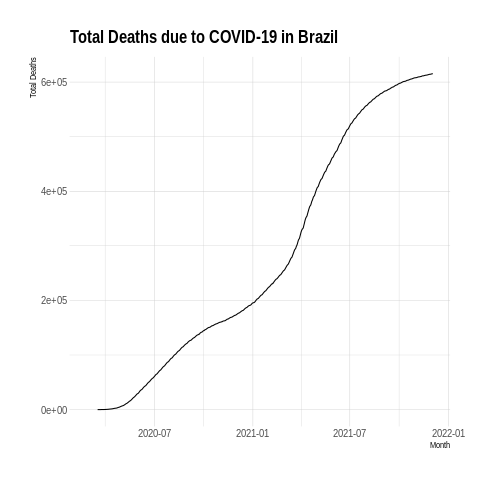 Total Deaths due to COVID-19 in Brazil
Total Deaths
6e+05
4e+05
2e+05
0e+00
2020-07 2021-01 2021-07 2022-01
Month